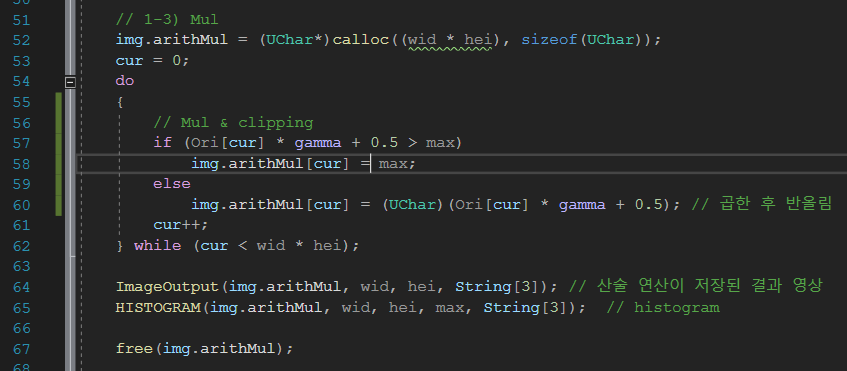 51 // 1-3) Mul
52 img.arithMul = (UChar*)calloc((wid * hei), sizeof(UChar));
53 cur = 0;
54 do
55 {
56 // Mul & clipping
57 if (Ori[cur] * gamma + 0.5 > max)
58 img.arithMul[cur] = max;
59 else
60 img.arithMul[cur] = (UChar)(Ori[cur] * gamma + 0.5); // 곱한 후 반올림
61 cur++;
62 } while (cur < wid * hei);
63
64 ImageOutput(img.arithMul, wid, hei, String[3]); // 산술 연산이 저장된 결과 영상
65 HISTOGRAM(img.arithMul, wid, hei, max, String[3]); // histogram
66
67 free(img.arithMul);
68